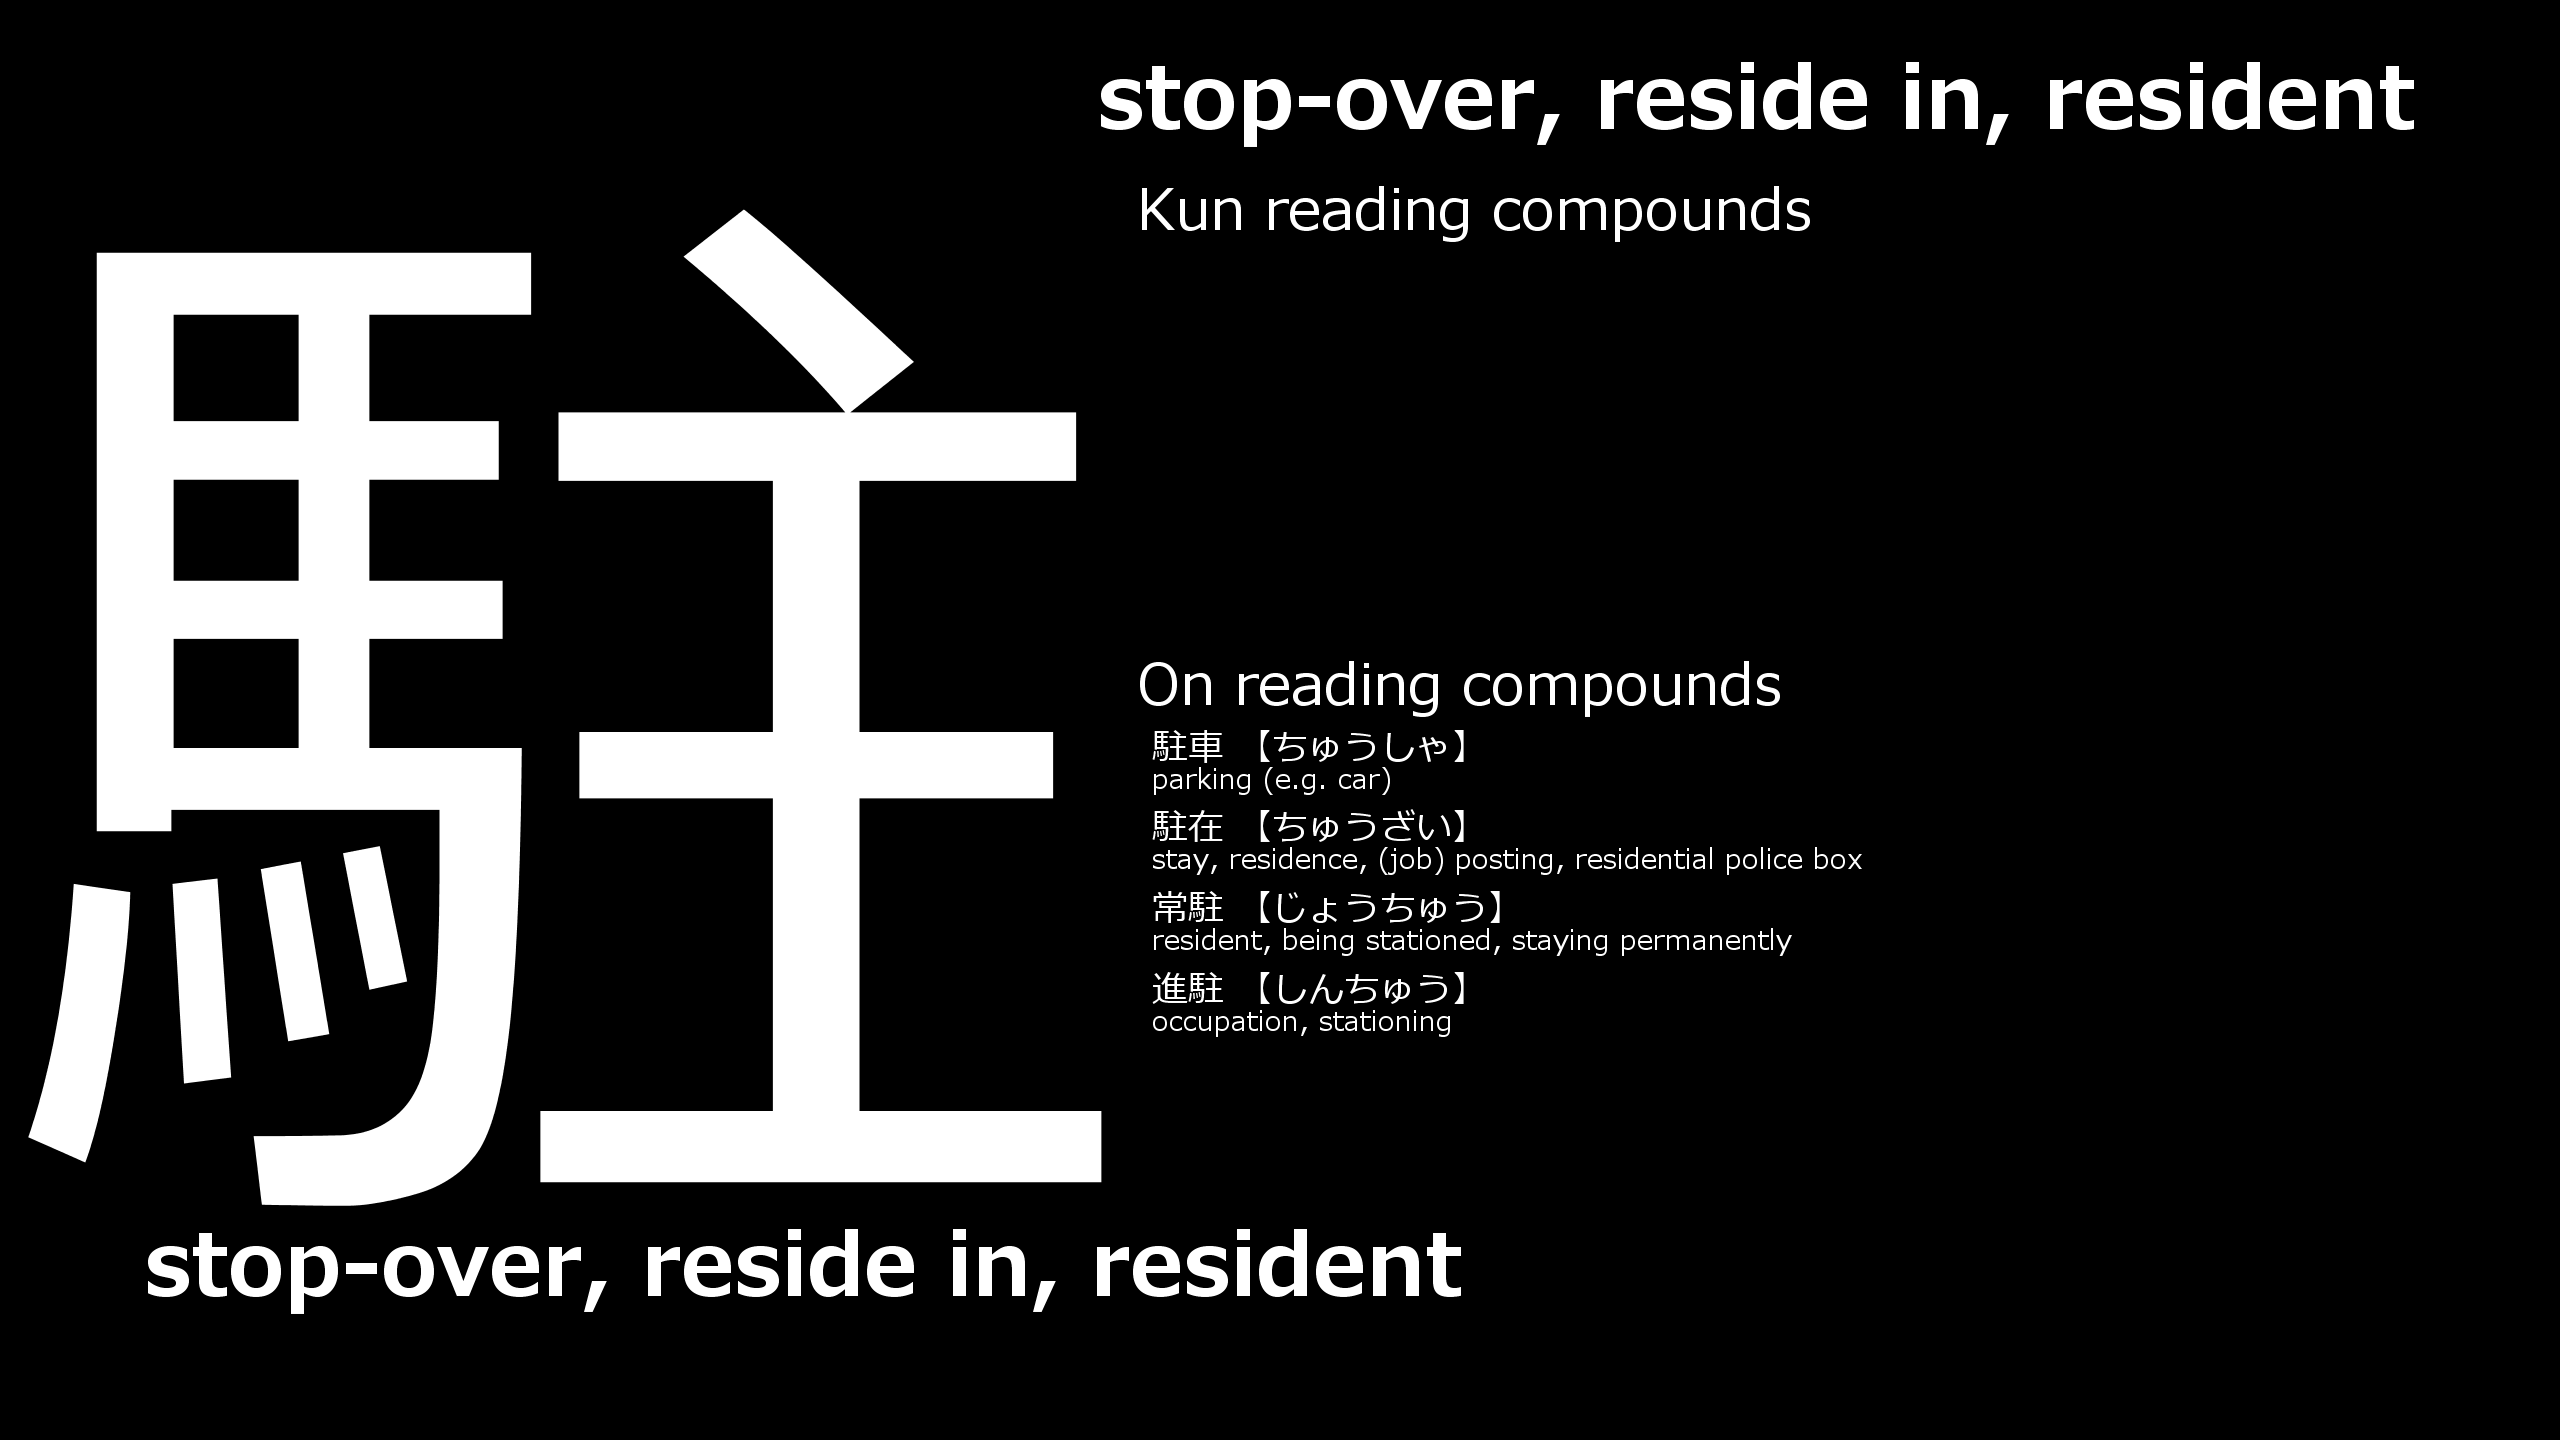 stop-over, reside in, resident
Kun reading compounds
駐
On reading compounds
駐車 【ちゅうしゃ】
parking (e.g. car)
駐在 【ちゅうざい】
stay, residence, (job) posting, residential police box
常駐 【じょうちゅう】
resident, being stationed, staying permanently
進駐 【しんちゅう】
occupation, stationing
stop-over, reside in, resident